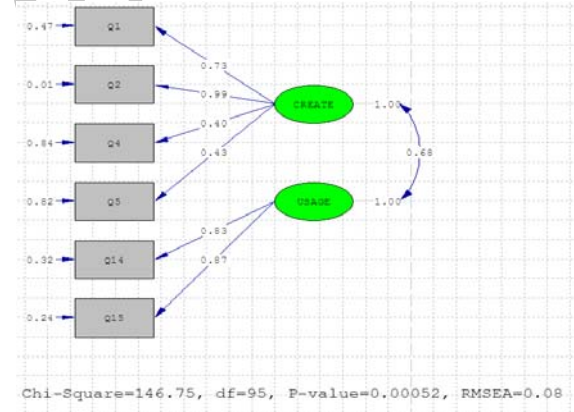 0.47 Q1
0.73
0.01 Q2
0.99 CREATE 1.00
0.40
0.84 Q4
0.43 0.68
0.82 Q5
USAGE 1.00
0.83
0.32 Q14
0.87
0.24 Q15
Chi-Square=146.75, df=95, P-value=0.00052, RMSEA=0.08